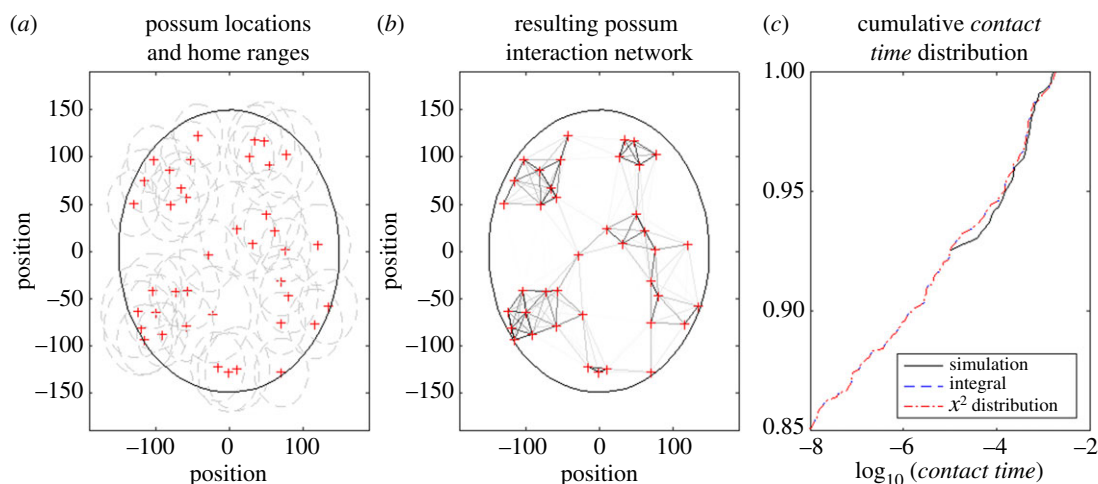 (a) possum locations
and home ranges
position
150
100
50
0
−50
−100
−150
−100 0 100
position
(b) resulting possum
interaction network
position
150
100
50
0
−50
−100
−150
−100 0 100
position
(c) cumulative contact
time distribution
1.00
0.95
0.90
0.85
simulation
integral
x² distribution
−8 −6 −4 −2
log₁₀ (contact time)